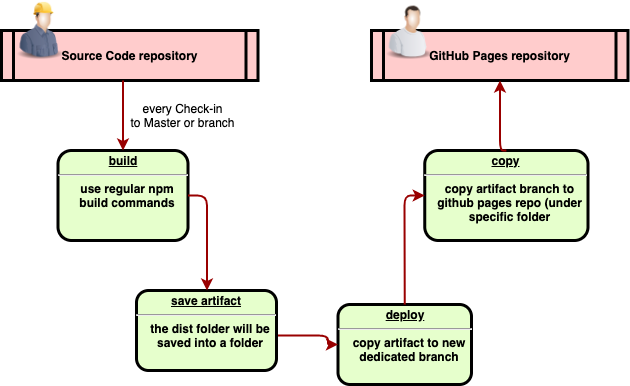 Source Code repository
GitHub Pages repository
every Check-in
to Master or branch
build
use regular npm
build commands
copy
copy artifact branch to
github pages repo (under
specific folder
save artifact
the dist folder will be
saved into a folder
deploy
copy artifact to new
dedicated branch